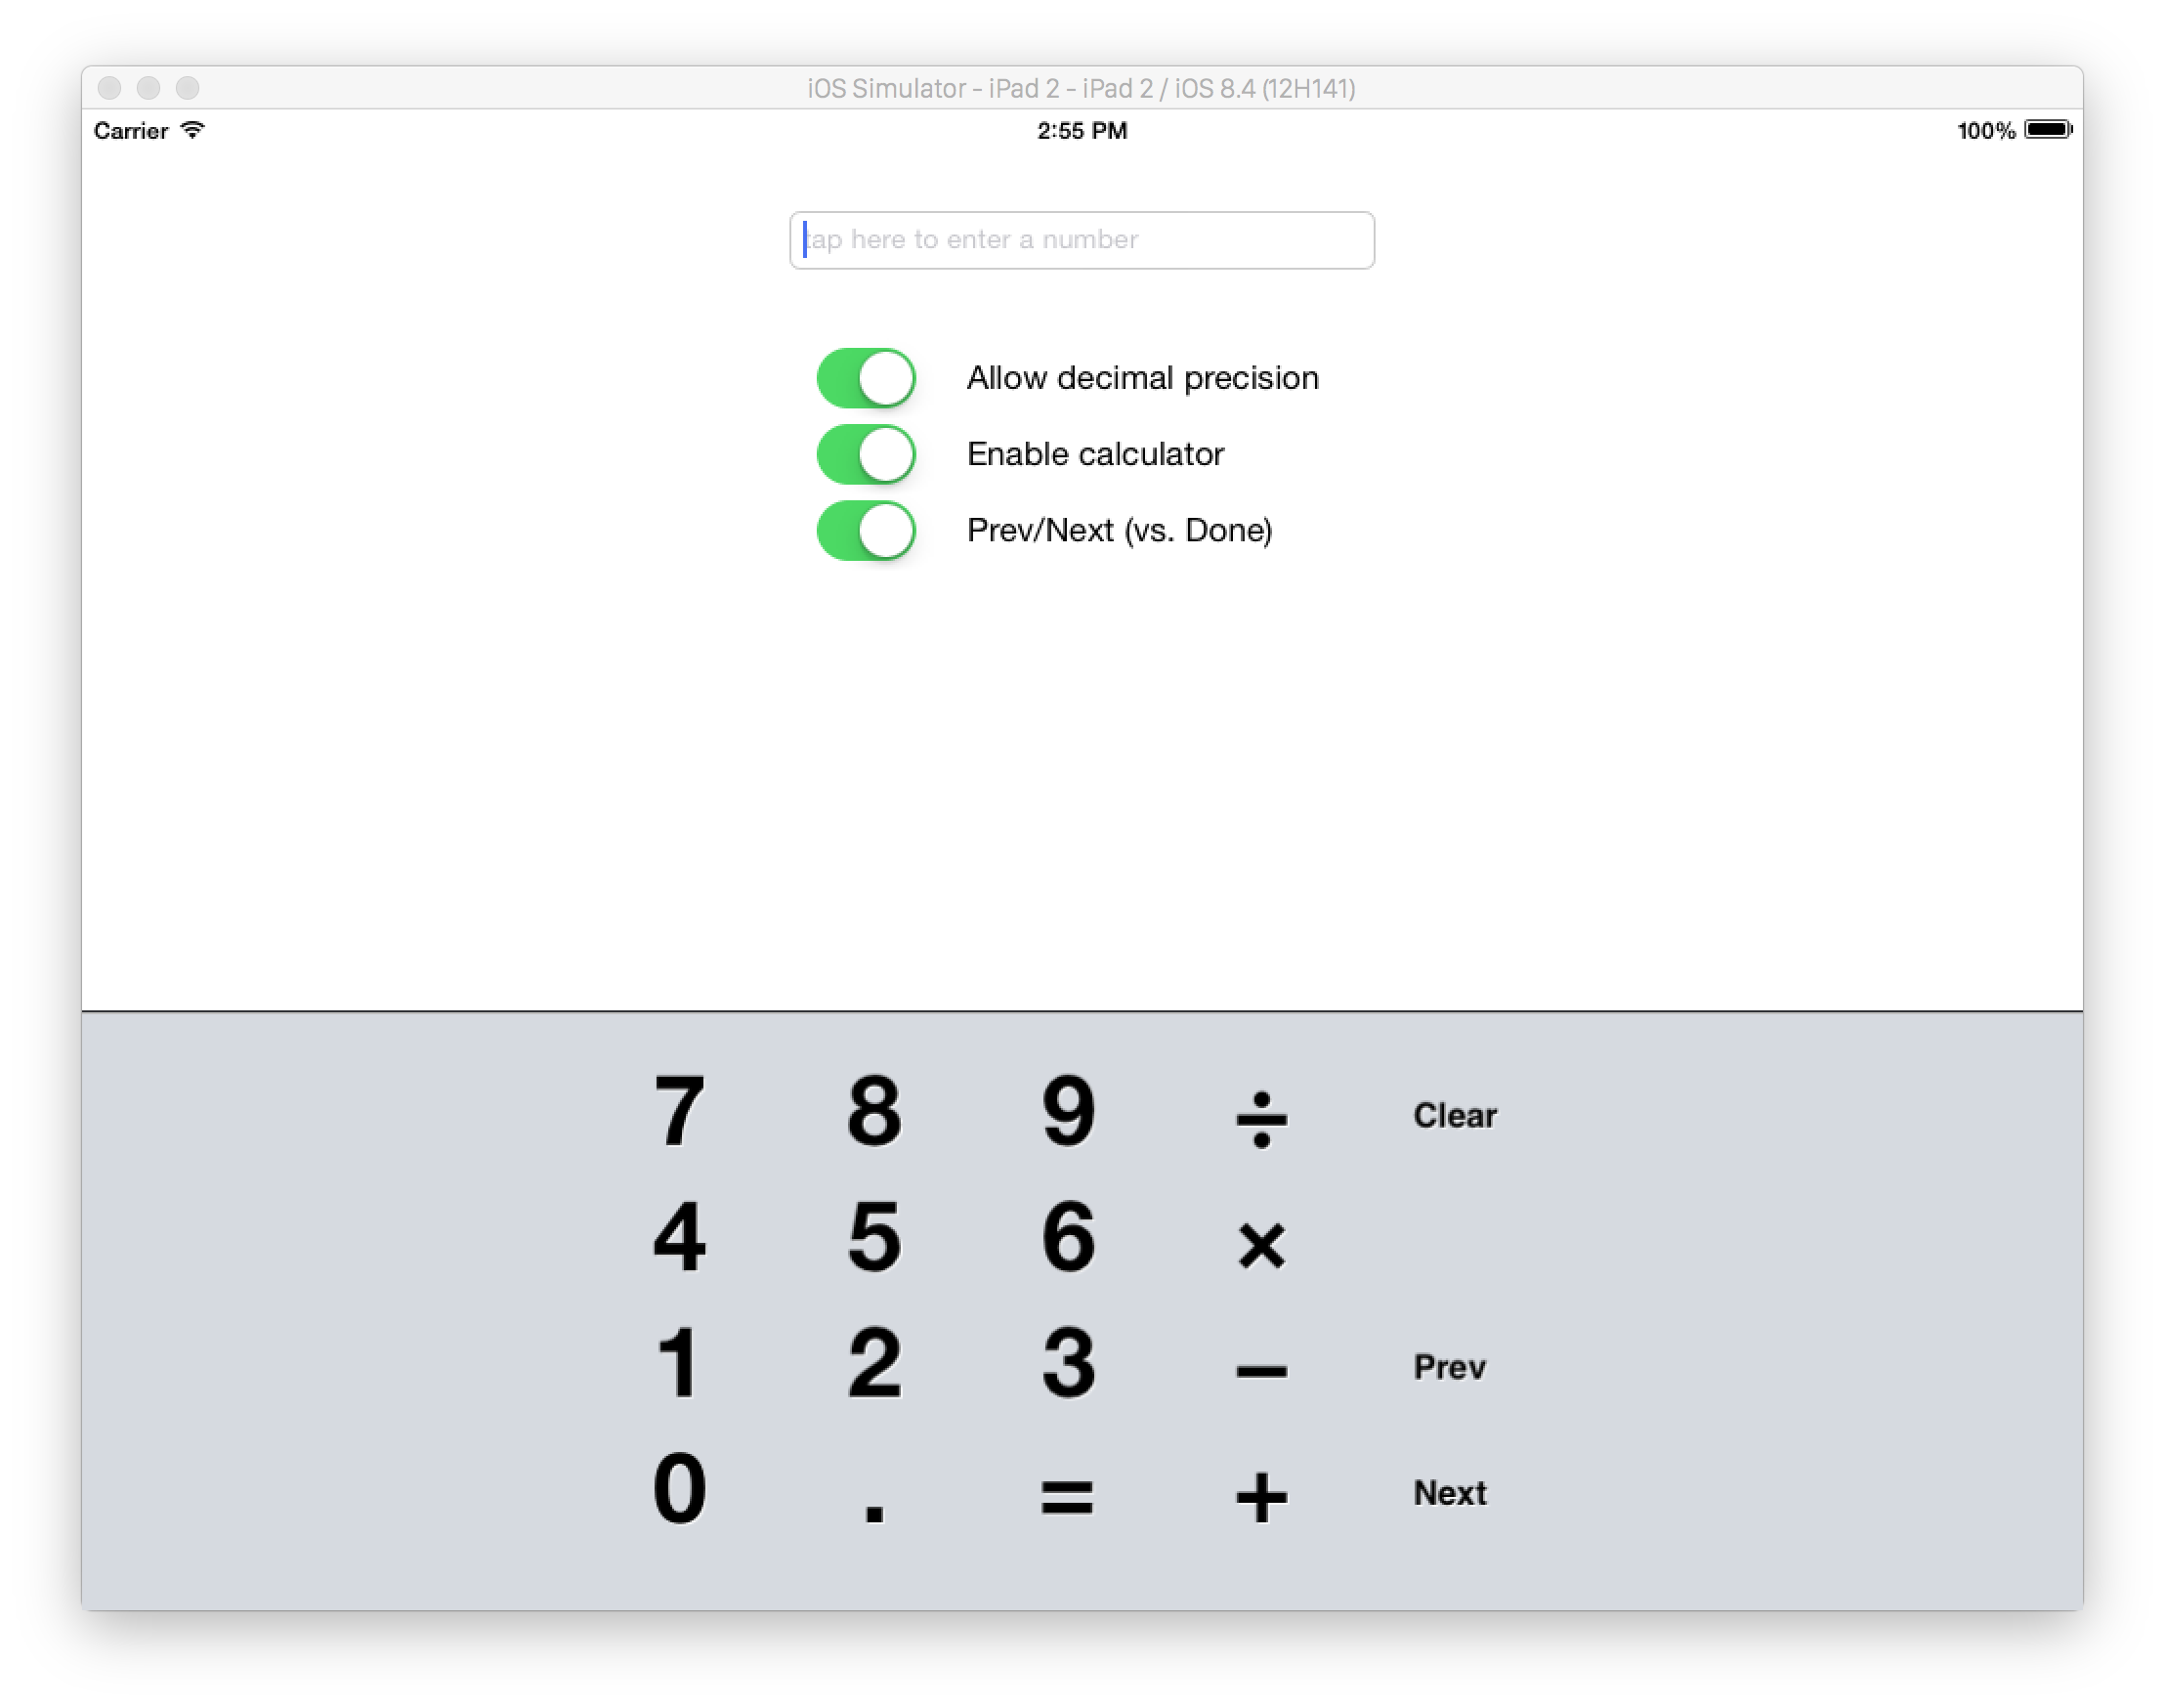 iOS Simulator - iPad 2 - iPad 2 / iOS 8.4 (12H141)
Carrier 2:55 PM 100%
tap here to enter a number
Allow decimal precision
Enable calculator
Prev/Next (vs. Done)
7 8 9 ÷ Clear
4 5 6 ×
1 2 3 − Prev
0 . = + Next